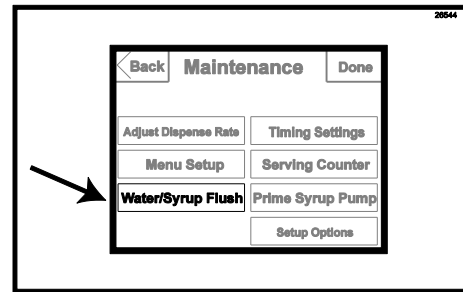 26544
Back Maintenance Done
Adjust Dispense Rate Timing Settings
Menu Setup Serving Counter
Water/Syrup Flush Prime Syrup Pump
Setup Options